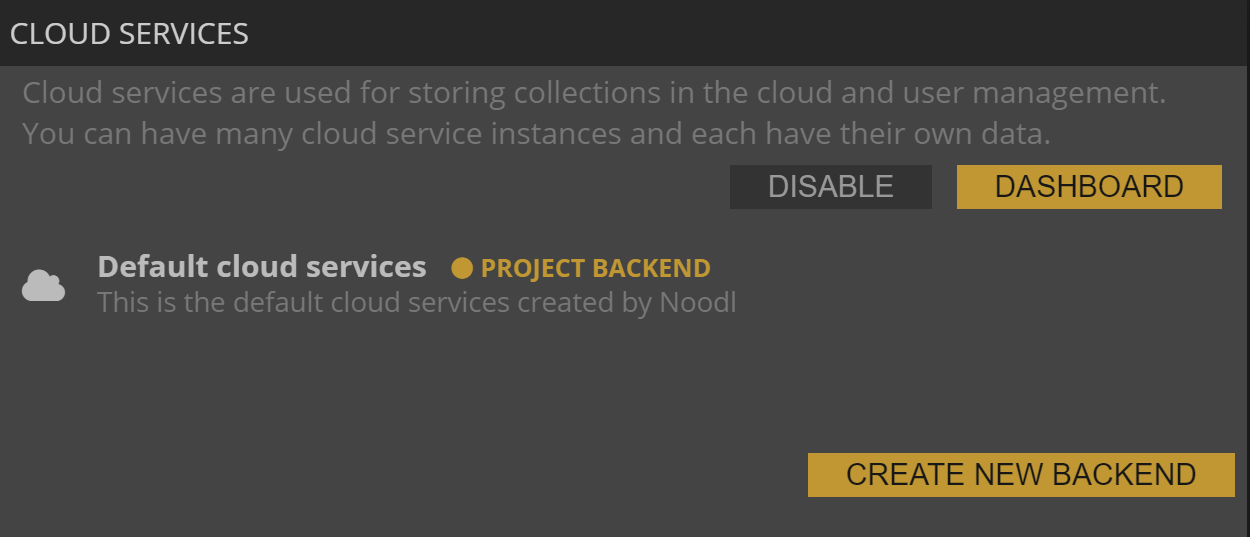 CLOUD SERVICES
Cloud services are used for storing collections in the cloud and user management.
You can have many cloud service instances and each have their own data.
DISABLE DASHBOARD
Default cloud services PROJECT BACKEND
This is the default cloud services created by Noodl
CREATE NEW BACKEND